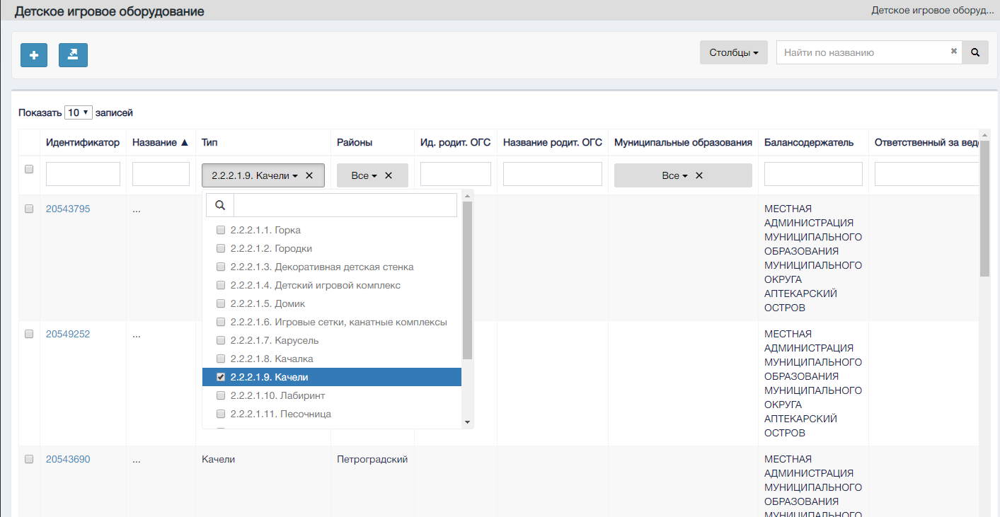 Детское игровое оборудование
Детское игровое оборуд...
Столбцы
Найти по названию
Показать 10 записей
Идентификатор Название Тип Районы Ид. родит. ОГС Название родит. ОГС Муниципальные образования Балансодержатель Ответственный за вед
2.2.2.1.9. Качели Все Все
2.2.2.1.1. Горка
2.2.2.1.2. Городки
2.2.2.1.3. Декоративная детская стенка
2.2.2.1.4. Детский игровой комплекс
2.2.2.1.5. Домик
2.2.2.1.6. Игровые сетки, канатные комплексы
2.2.2.1.7. Карусель
2.2.2.1.8. Качалка
2.2.2.1.9. Качели
2.2.2.1.10. Лабиринт
2.2.2.1.11. Песочница
20543795 ... МЕСТНАЯ
АДМИНИСТРАЦИЯ
МУНИЦИПАЛЬНОГО
ОБРАЗОВАНИЯ
МУНИЦИПАЛЬНОГО
ОКРУГА
АПТЕКАРСКИЙ
ОСТРОВ
20549252 ... МЕСТНАЯ
АДМИНИСТРАЦИЯ
МУНИЦИПАЛЬНОГО
ОБРАЗОВАНИЯ
МУНИЦИПАЛЬНОГО
ОКРУГА
АПТЕКАРСКИЙ
ОСТРОВ
20543690 ... Качели Петроградский МЕСТНАЯ
АДМИНИСТРАЦИЯ
МУНИЦИПАЛЬНОГО
ОБРАЗОВАНИЯ
МУНИЦИПАЛЬНОГО